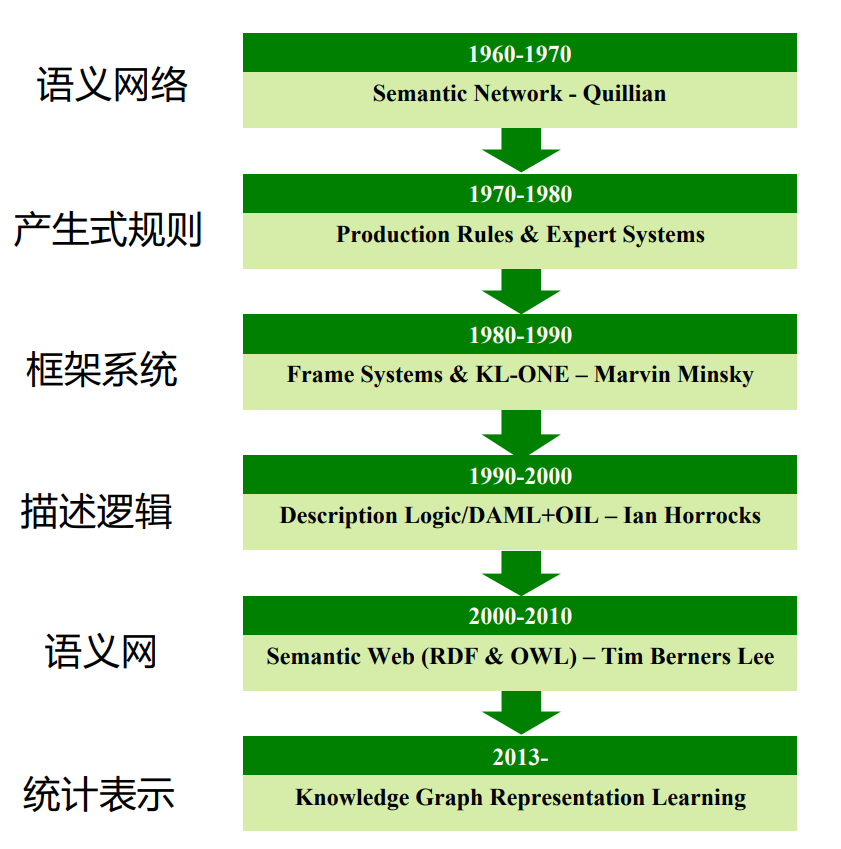 语义网络
1960-1970
Semantic Network - Quillian
产生式规则
1970-1980
Production Rules & Expert Systems
框架系统
1980-1990
Frame Systems & KL-ONE – Marvin Minsky
描述逻辑
1990-2000
Description Logic/DAML+OIL – Ian Horrocks
语义网
2000-2010
Semantic Web (RDF & OWL) – Tim Berners Lee
统计表示
2013-
Knowledge Graph Representation Learning